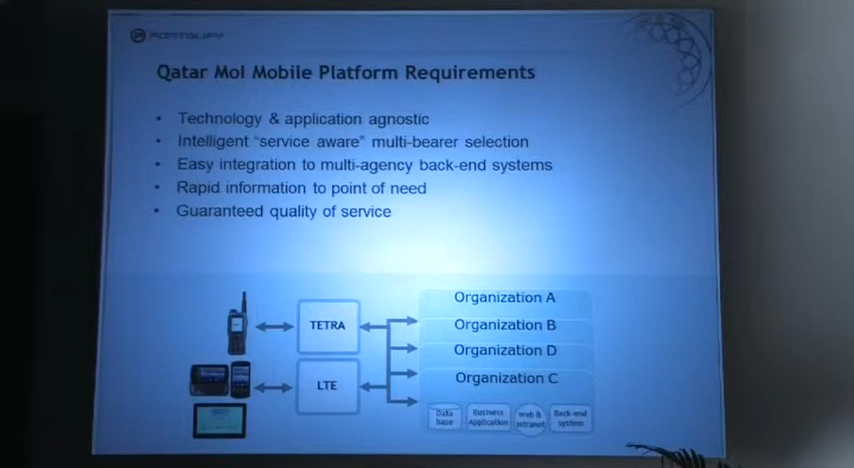 PORTALIFY
Qatar MoI Mobile Platform Requirements
• Technology & application agnostic
• Intelligent “service aware” multi-bearer selection
• Easy integration to multi-agency back-end systems
• Rapid information to point of need
• Guaranteed quality of service
TETRA
LTE
Organization A
Organization B
Organization D
Organization C
Data
base
Business
Application
Web &
Intranet
Back-end
system